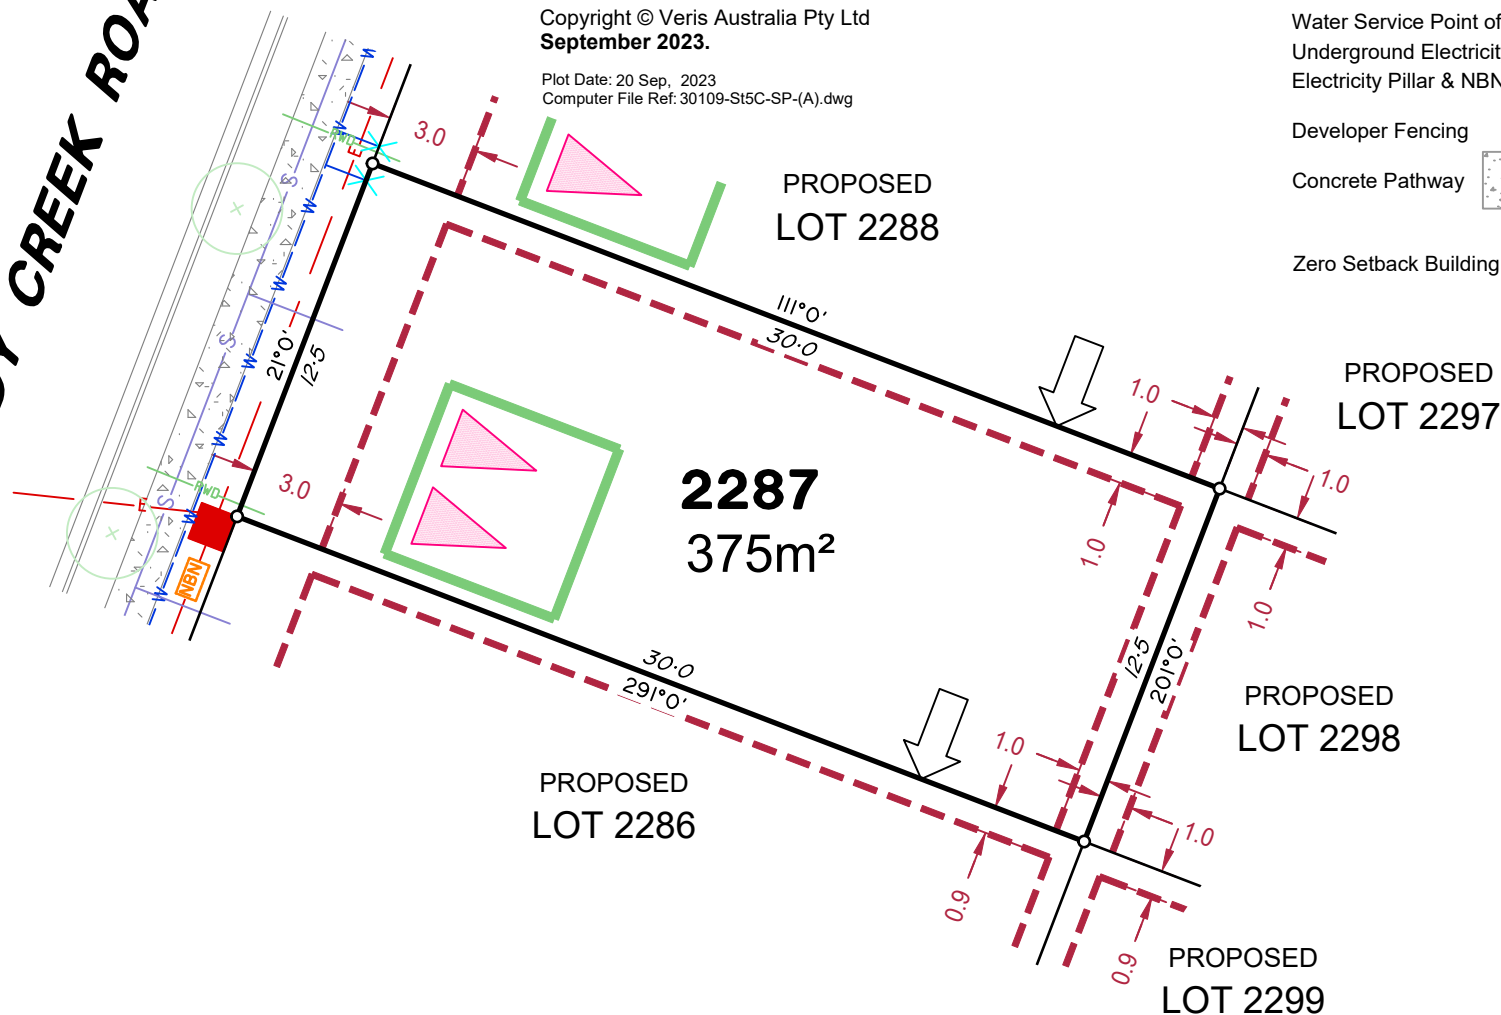 Copyright © Veris Australia Pty Ltd
September 2023.
Plot Date: 20 Sep, 2023
Computer File Ref: 30109-St5C-SP-(A).dwg
Water Service Point of
Underground
Electricity Pillar & NBN
Developer Fencing
Concrete Pathway
Zero Setback Building
CREEK
PROPOSED
LOT 2288
PROPOSED
LOT 2297
2287
375m²
PROPOSED
LOT 2298
PROPOSED
LOT 2286
PROPOSED
LOT 2299
111°0'
30·0
21°0'
12·5
30·0
291°0'
12·5
201°0'
3.0
3.0
1.0
1.0
1.0
1.0
1.0
1.0
0.9
0.9
RWD
RWD
E
E
S
S
S
W
W
W
W
W
W
W
W
NBN